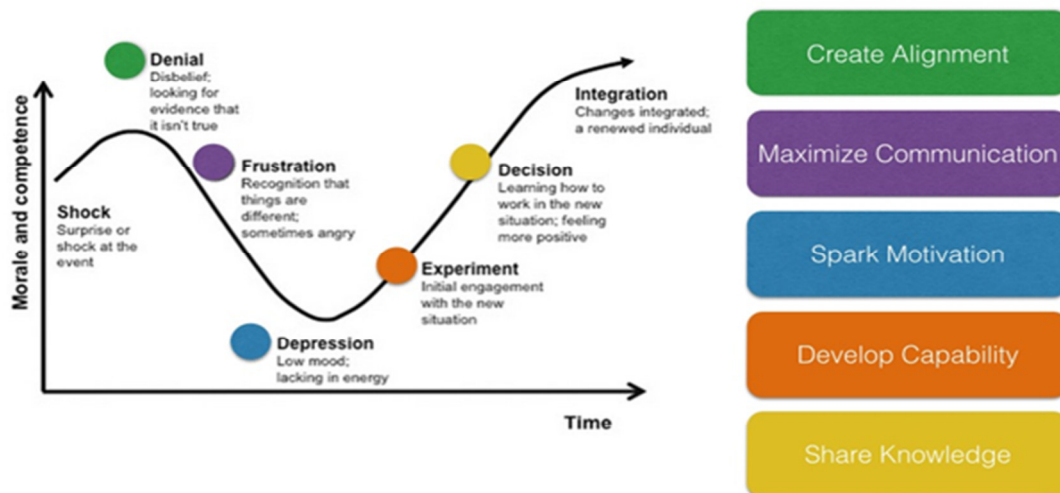 Denial
Disbelief;
looking for
evidence that
it isn't true
Frustration
Recognition that
things are
different;
sometimes angry
Shock
Surprise or
shock at the
event
Depression
Low mood;
lacking in energy
Experiment
Initial engagement
with the new
situation
Decision
Learning how to
work in the new
situation; feeling
more positive
Integration
Changes integrated;
a renewed individual
Morale and competence
Time
Create Alignment
Maximize Communication
Spark Motivation
Develop Capability
Share Knowledge